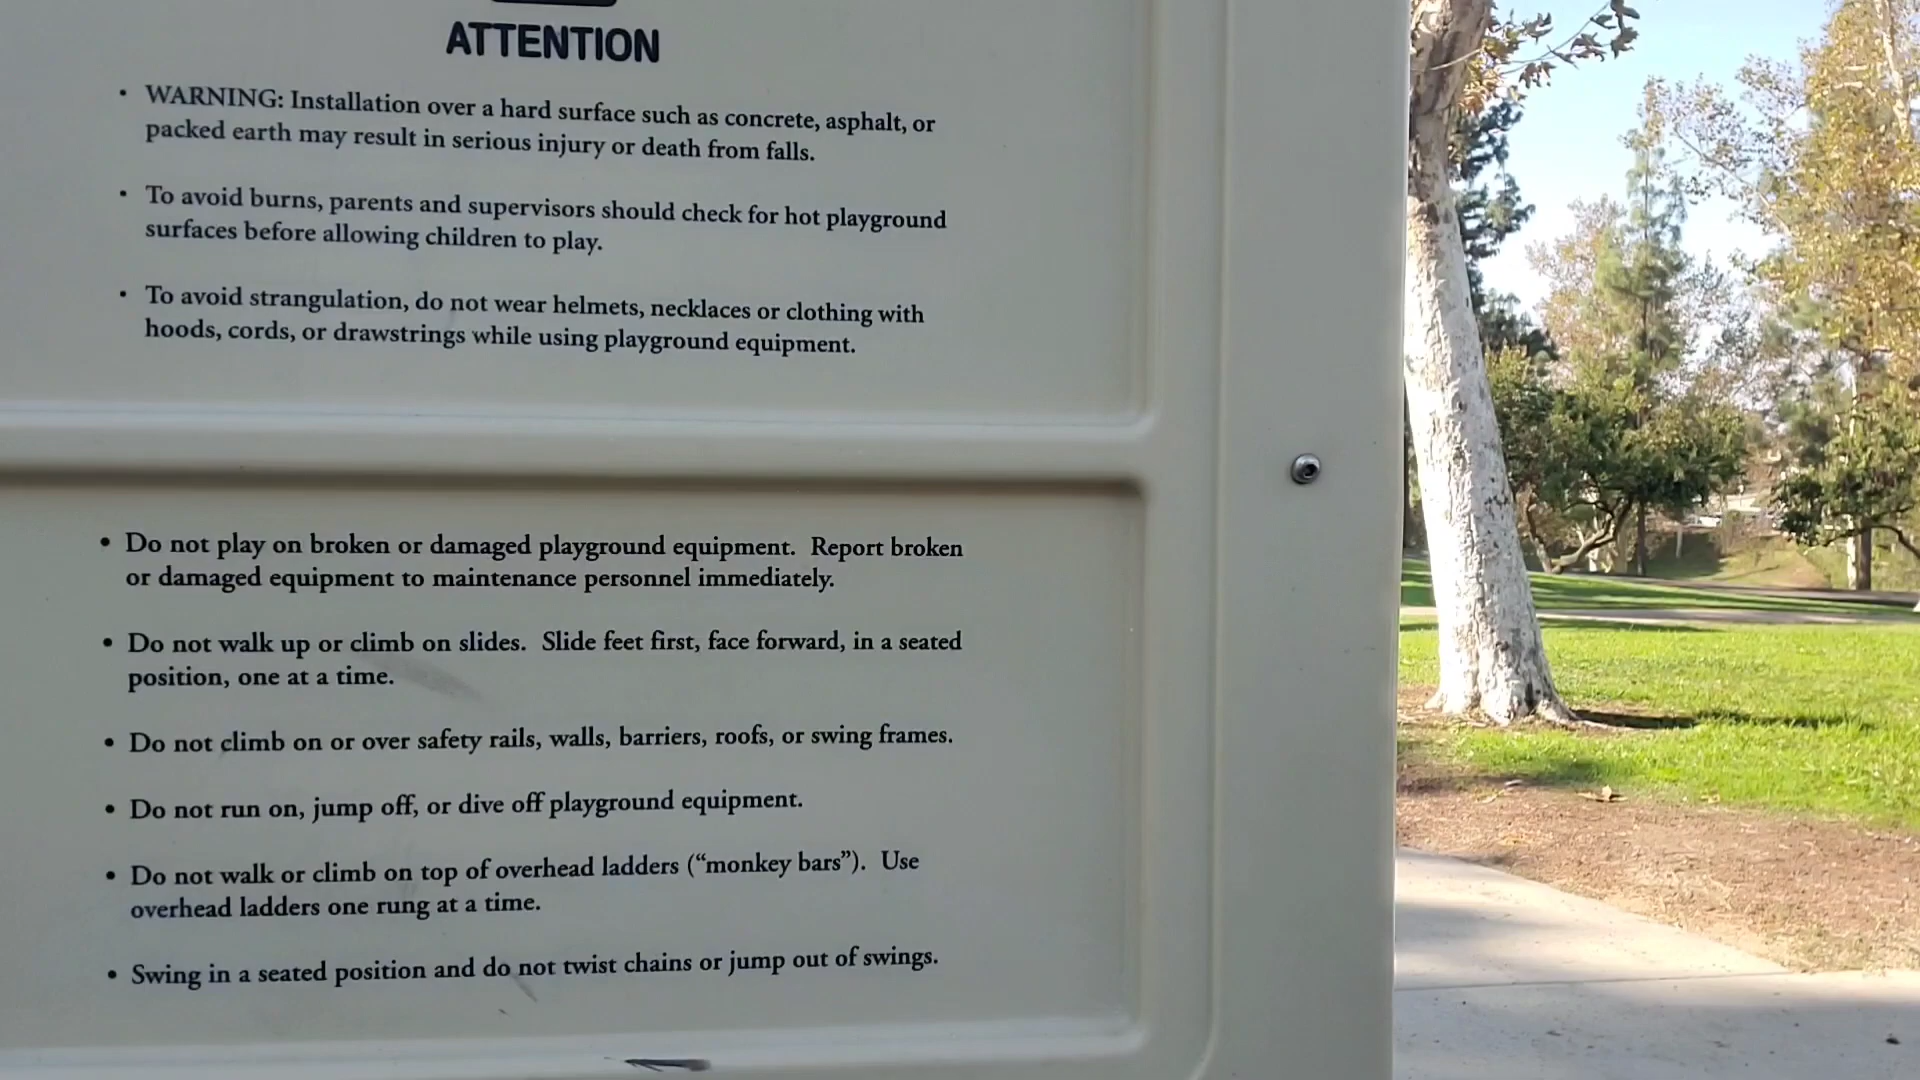 ATTENTION
• WARNING: Installation over a hard surface such as concrete, asphalt, or
packed earth may result in serious injury or death from falls.
• To avoid burns, parents and supervisors should check for hot playground
surfaces before allowing children to play.
• To avoid strangulation, do not wear helmets, necklaces or clothing with
hoods, cords, or drawstrings while using playground equipment.
• Do not play on broken or damaged playground equipment. Report broken
or damaged equipment to maintenance personnel immediately.
• Do not walk up or climb on slides. Slide feet first, face forward, in a seated
position, one at a time.
• Do not climb on or over safety rails, walls, barriers, roofs, or swing frames.
• Do not run on, jump off, or dive off playground equipment.
• Do not walk or climb on top of overhead ladders (“monkey bars”). Use
overhead ladders one rung at a time.
• Swing in a seated position and do not twist chains or jump out of swings.